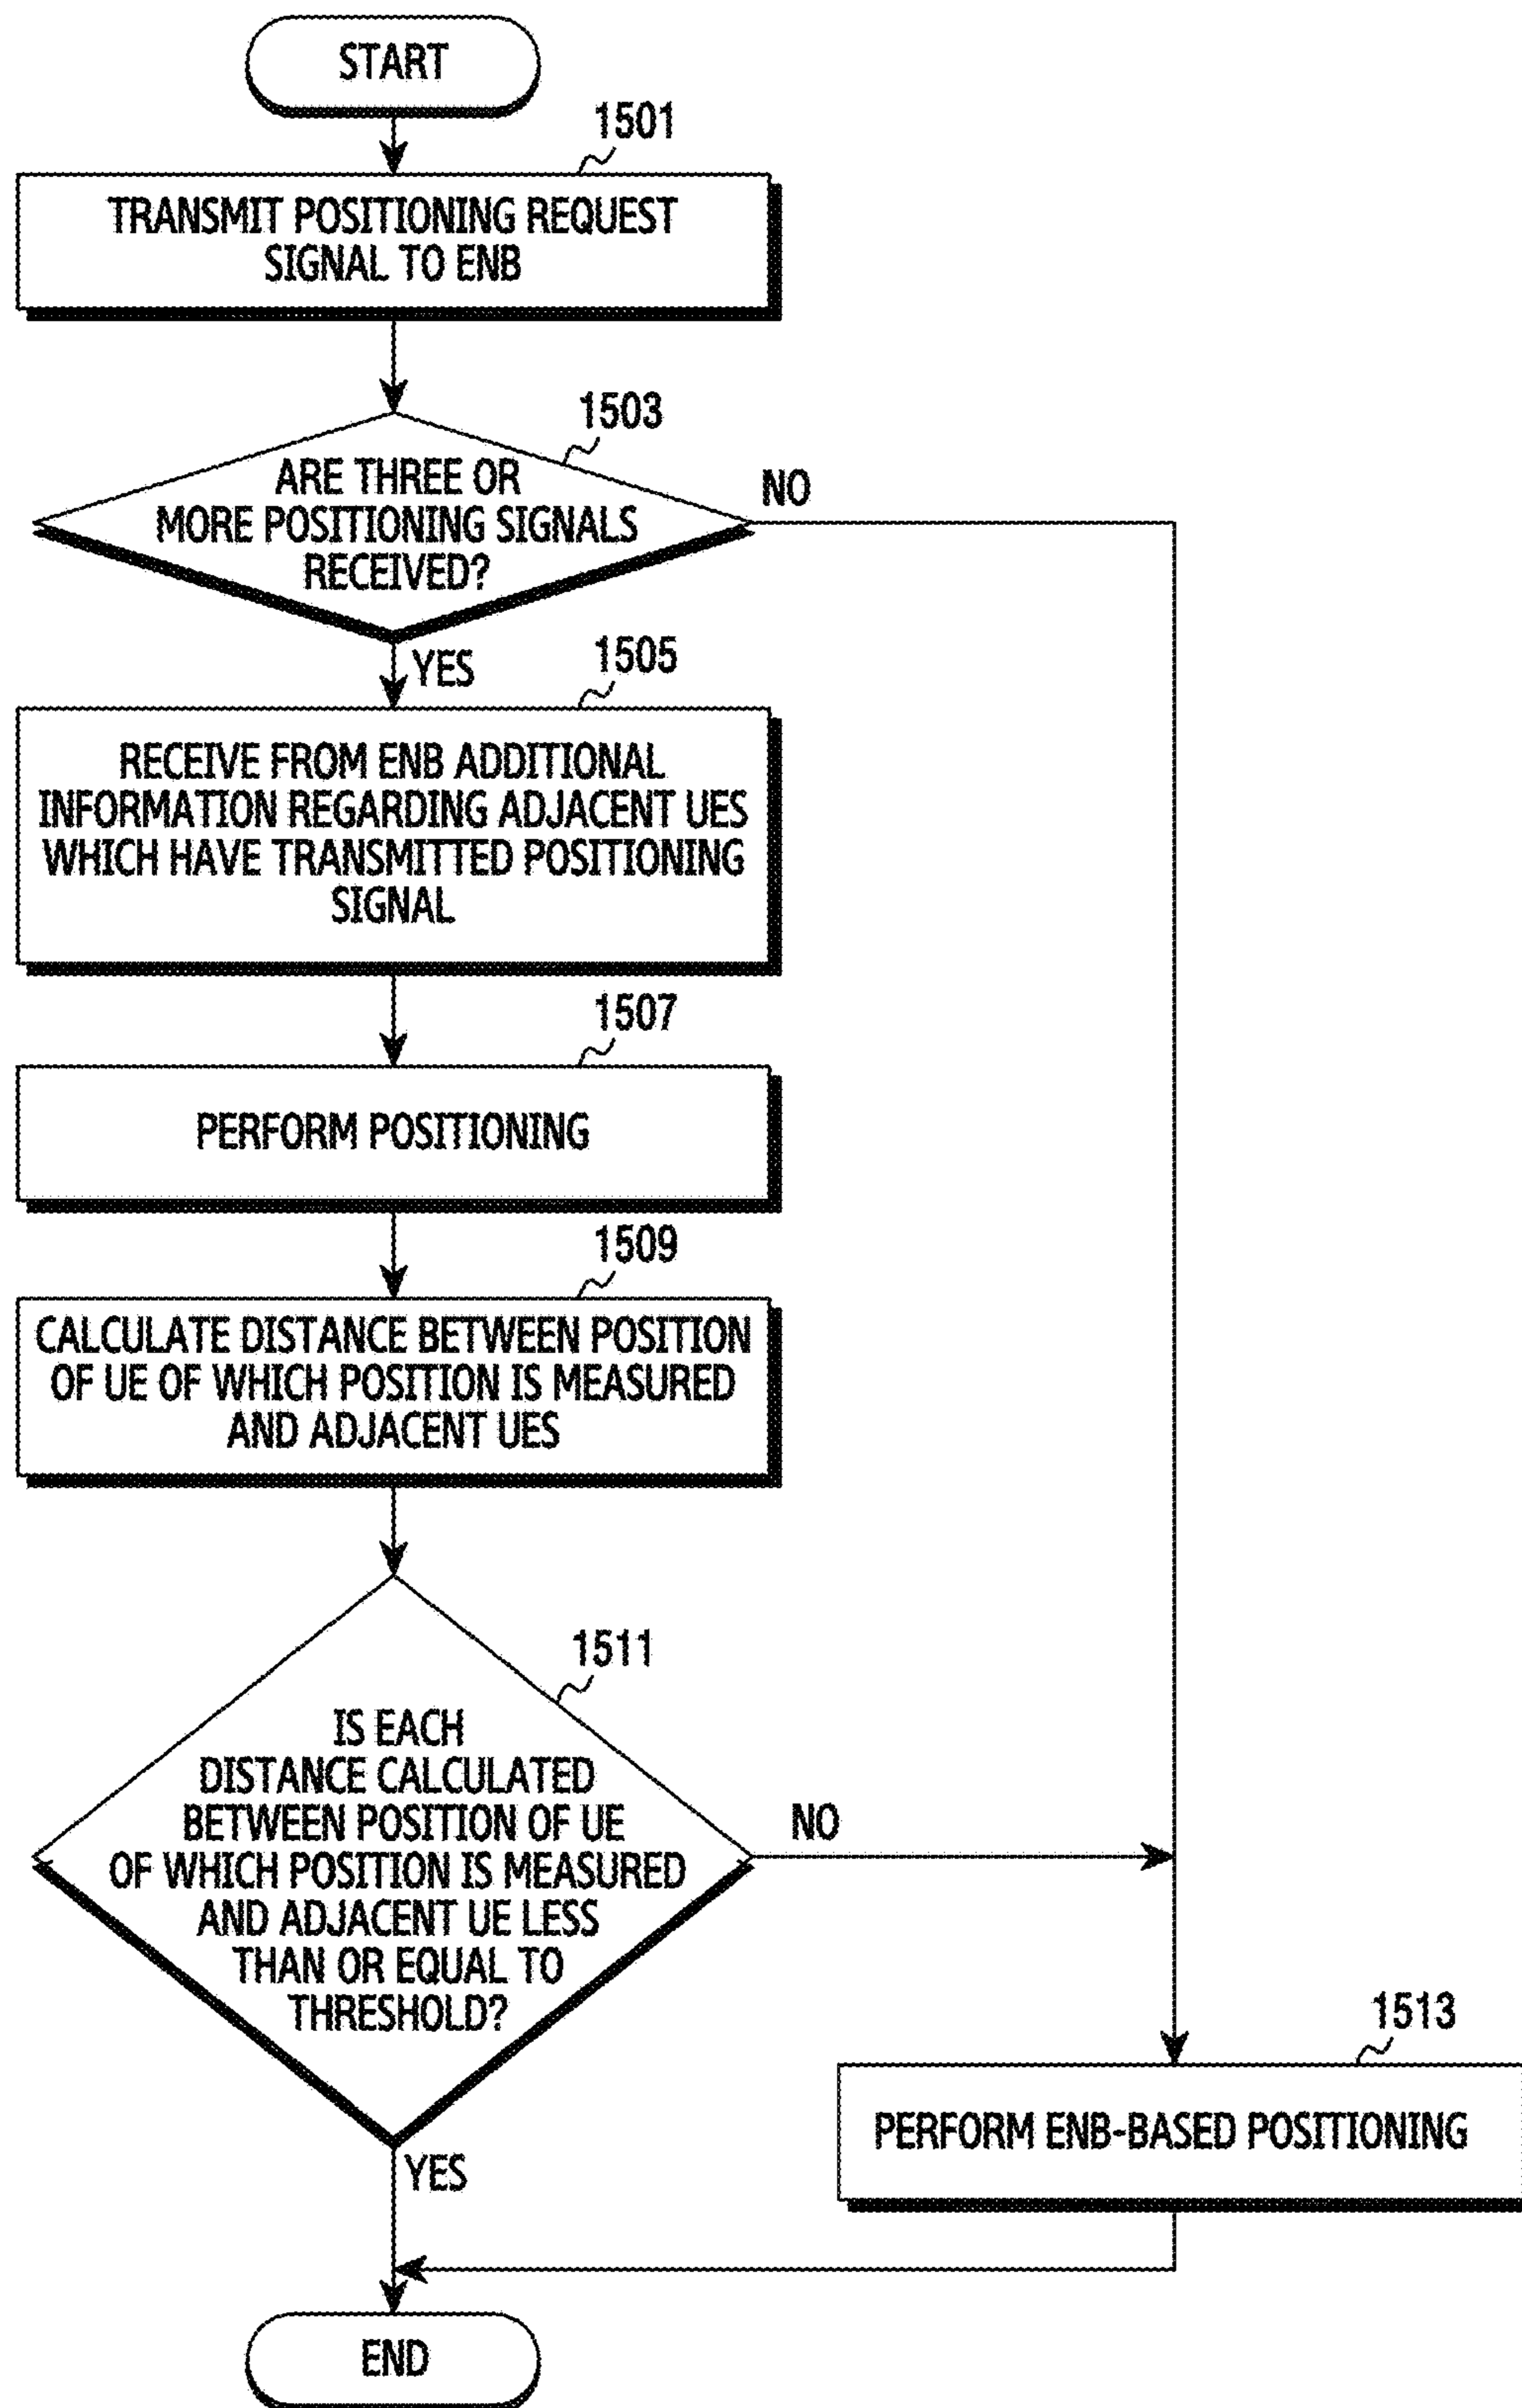 START
1501
TRANSMIT POSITIONING REQUEST
SIGNAL TO ENB
1503
ARE THREE OR
MORE POSITIONING SIGNALS
RECEIVED?
NO
YES
1505
RECEIVE FROM ENB ADDITIONAL
INFORMATION REGARDING ADJACENT UES
WHICH HAVE TRANSMITTED POSITIONING
SIGNAL
1507
PERFORM POSITIONING
1509
CALCULATE DISTANCE BETWEEN POSITION
OF UE OF WHICH POSITION IS MEASURED
AND ADJACENT UES
1511
IS EACH
DISTANCE CALCULATED
BETWEEN POSITION OF UE
OF WHICH POSITION IS MEASURED
AND ADJACENT UE LESS
THAN OR EQUAL TO
THRESHOLD?
NO
YES
1513
PERFORM ENB-BASED POSITIONING
END